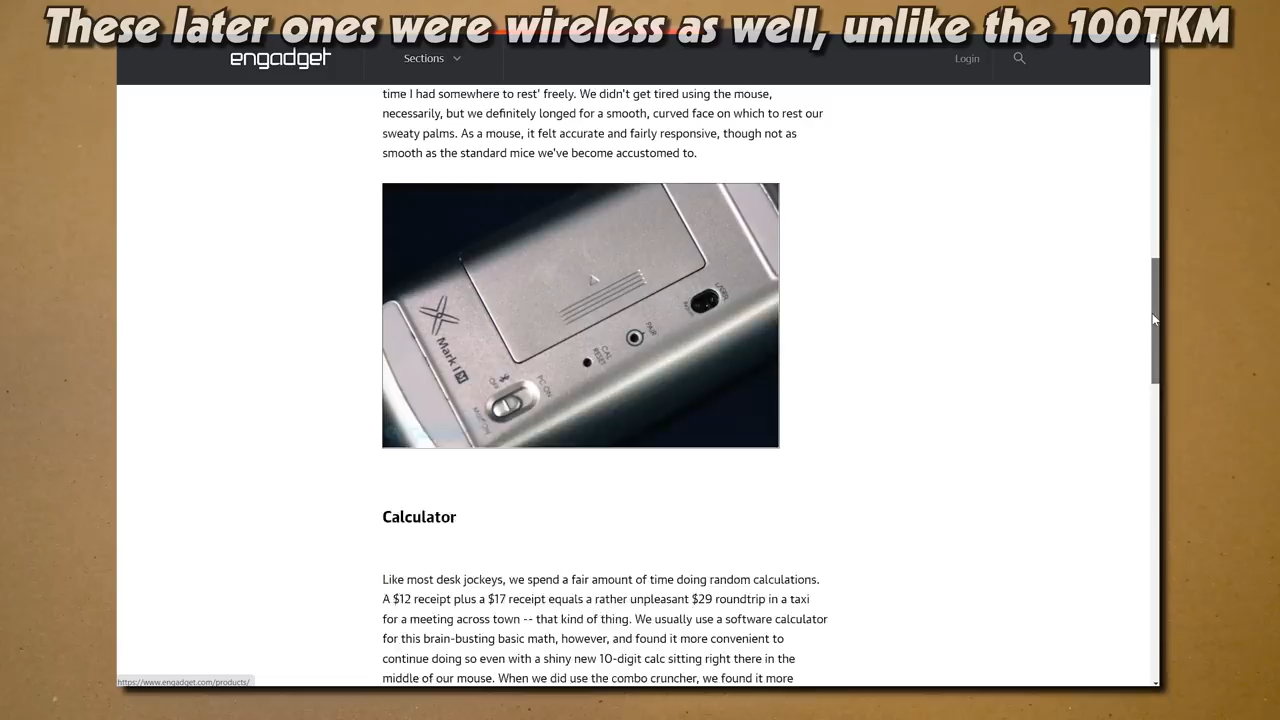 These later ones were wireless as well, unlike the 100TKM
engadget
Sections
Login
time I had somewhere to rest' freely. We didn't get tired using the mouse,
necessarily, but we definitely longed for a smooth, curved face on which to rest our
sweaty palms. As a mouse, it felt accurate and fairly responsive, though not as
smooth as the standard mice we've become accustomed to.
X Mark I M
LASER
PAIR
CAL
RESET
PC ON
OFF
Calculator
Like most desk jockeys, we spend a fair amount of time doing random calculations.
A $12 receipt plus a $17 receipt equals a rather unpleasant $29 roundtrip in a taxi
for a meeting across town -- that kind of thing. We usually use a software calculator
for this brain-busting basic math, however, and found it more convenient to
continue doing so even with a shiny new 10-digit calc sitting right there in the
middle of our mouse. When we did use the combo cruncher, we found it more
https://www.engadget.com/products/